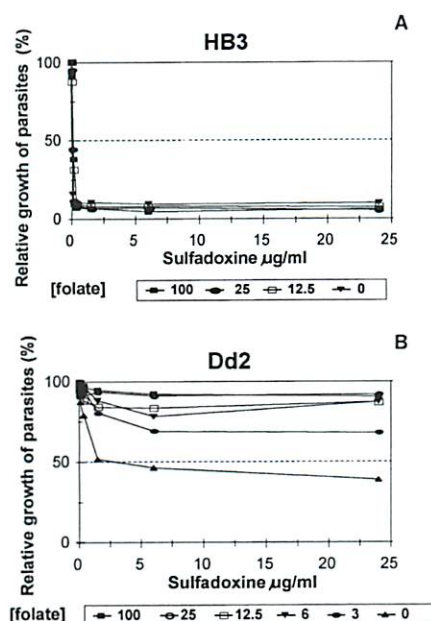 A
HB3
Relative growth of parasites (%)
100
50
0
0 5 10 15 20 25
Sulfadoxine µg/ml
[folate] 100 25 12.5 0
B
Dd2
Relative growth of parasites (%)
100
50
0
0 5 10 15 20 25
Sulfadoxine µg/ml
[folate] 100 25 12.5 6 3 0